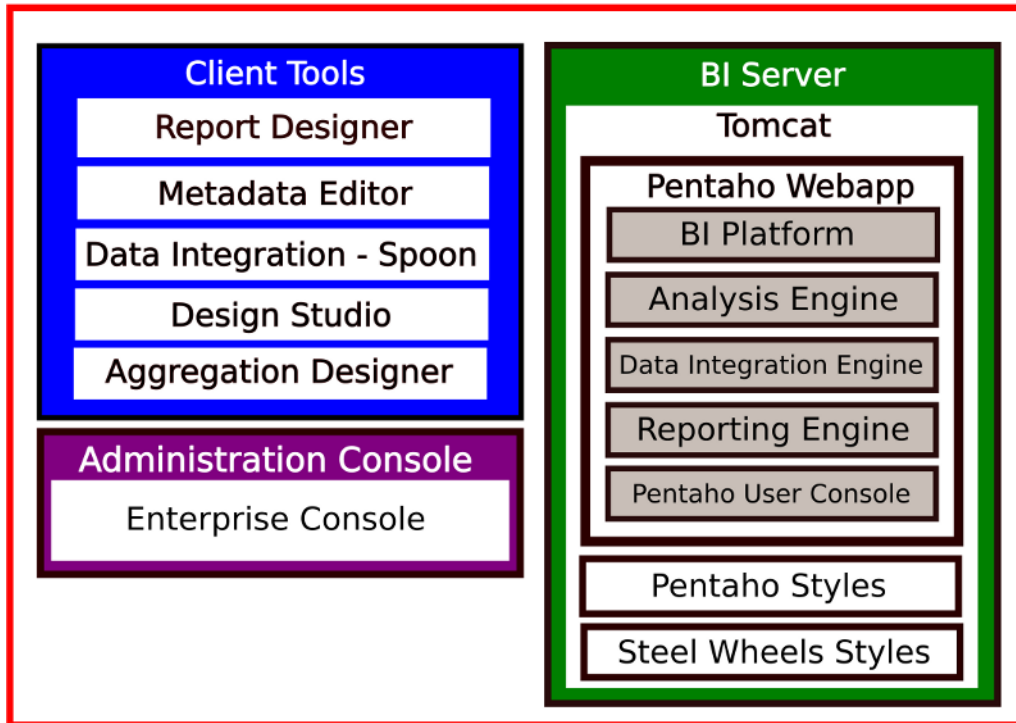 Client Tools
Report Designer
Metadata Editor
Data Integration - Spoon
Design Studio
Aggregation Designer
Administration Console
Enterprise Console
BI Server
Tomcat
Pentaho Webapp
BI Platform
Analysis Engine
Data Integration Engine
Reporting Engine
Pentaho User Console
Pentaho Styles
Steel Wheels Styles